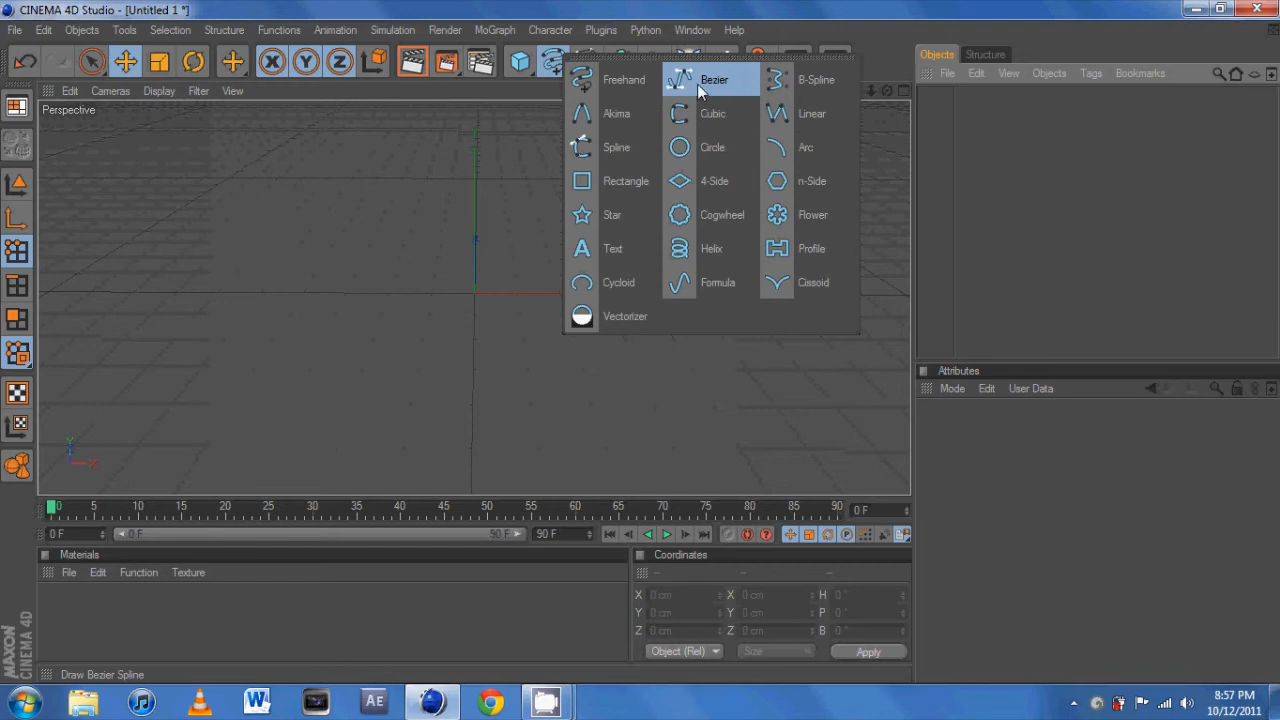 CINEMA 4D Studio - [Untitled 1 *]
File Edit Objects Tools Selection Structure Functions Animation Simulation Render MoGraph Character Plugins Python Window Help
X Y Z
Objects Structure
File Edit View Objects Tags Bookmarks
Edit Cameras Display Filter View
Perspective
Freehand Bezier B-Spline
Akima Cubic Linear
Spline Circle Arc
Rectangle 4-Side n-Side
Star Cogwheel Flower
Text Helix Profile
Cycloid Formula Cissoid
Vectorizer
Y
X
Attributes
Mode Edit User Data
0 5 10 15 20 25 30 35 40 45 50 55 60 65 70 75 80 85 90 0 F
0 F 0 F 90 F 90 F
Materials
File Edit Function Texture
Coordinates
-- -- --
X 0 cm X 0 cm H 0 °
Y 0 cm Y 0 cm P 0 °
Z 0 cm Z 0 cm B 0 °
Object (Rel) Size Apply
MAXON
CINEMA 4D
Draw Bezier Spline
W AE
8:57 PM
10/12/2011